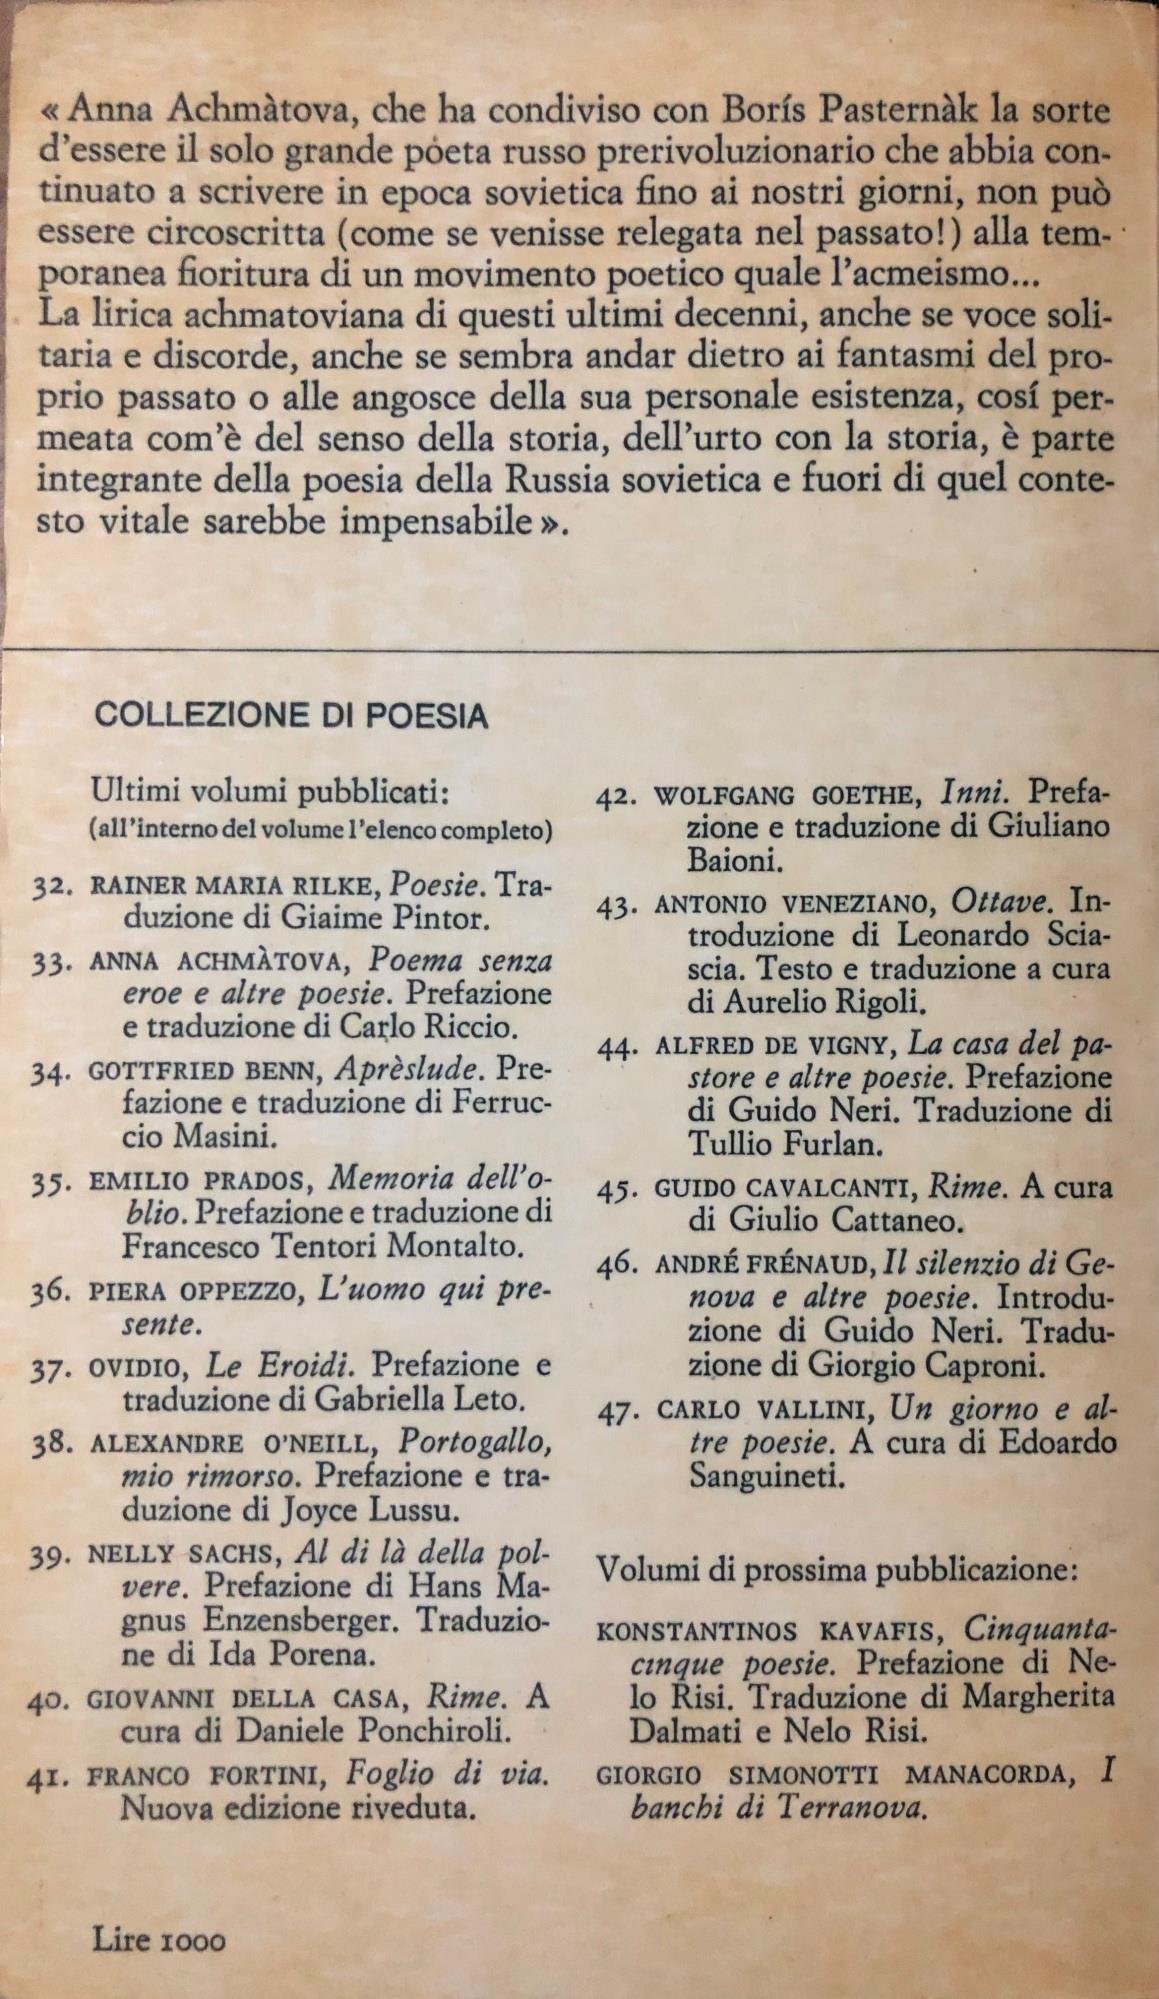 « Anna Achmàtova, che ha condiviso con Borís Pasternàk la sorte
d'essere il solo grande poeta russo prerivoluzionario che abbia con-
tinuato a scrivere in epoca sovietica fino ai nostri giorni, non può
essere circoscritta (come se venisse relegata nel passato!) alla tem-
poranea fioritura di un movimento poetico quale l'acmeismo...
La lirica achmatoviana di questi ultimi decenni, anche se voce soli-
taria e discorde, anche se sembra andar dietro ai fantasmi del pro-
prio passato o alle angosce della sua personale esistenza, cosí per-
meata com'è del senso della storia, dell'urto con la storia, è parte
integrante della poesia della Russia sovietica e fuori di quel conte-
sto vitale sarebbe impensabile ».
COLLEZIONE DI POESIA
Ultimi volumi pubblicati:
(all'interno del volume l'elenco completo)
32. RAINER MARIA RILKE, Poesie. Tra-
duzione di Giaime Pintor.
33. ANNA ACHMÀTOVA, Poema senza
eroe e altre poesie. Prefazione
e traduzione di Carlo Riccio.
34. GOTTFRIED BENN, Aprèslude. Pre-
fazione e traduzione di Ferruc-
cio Masini.
35. EMILIO PRADOS, Memoria dell'o-
blio. Prefazione e traduzione di
Francesco Tentori Montalto.
36. PIERA OPPEZZO, L'uomo qui pre-
sente.
37. OVIDIO, Le Eroidi. Prefazione e
traduzione di Gabriella Leto.
38. ALEXANDRE O'NEILL, Portogallo,
mio rimorso. Prefazione e tra-
duzione di Joyce Lussu.
39. NELLY SACHS, Al di là della pol-
vere. Prefazione di Hans Ma-
gnus Enzensberger. Traduzio-
ne di Ida Porena.
40. GIOVANNI DELLA CASA, Rime. A
cura di Daniele Ponchiroli.
41. FRANCO FORTINI, Foglio di via.
Nuova edizione riveduta.
42. WOLFGANG GOETHE, Inni. Prefa-
zione e traduzione di Giuliano
Baioni.
43. ANTONIO VENEZIANO, Ottave. In-
troduzione di Leonardo Scia-
scia. Testo e traduzione a cura
di Aurelio Rigoli.
44. ALFRED DE VIGNY, La casa del pa-
store e altre poesie. Prefazione
di Guido Neri. Traduzione di
Tullio Furlan.
45. GUIDO CAVALCANTI, Rime. A cura
di Giulio Cattaneo.
46. ANDRÉ FRÉNAUD, Il silenzio di Ge-
nova e altre poesie. Introdu-
zione di Guido Neri. Tradu-
zione di Giorgio Caproni.
47. CARLO VALLINI, Un giorno e al-
tre poesie. A cura di Edoardo
Sanguineti.
Volumi di prossima pubblicazione:
KONSTANTINOS KAVAFIS, Cinquanta-
cinque poesie. Prefazione di Ne-
lo Risi. Traduzione di Margherita
Dalmati e Nelo Risi.
GIORGIO SIMONOTTI MANACORDA, I
banchi di Terranova.
Lire 1000